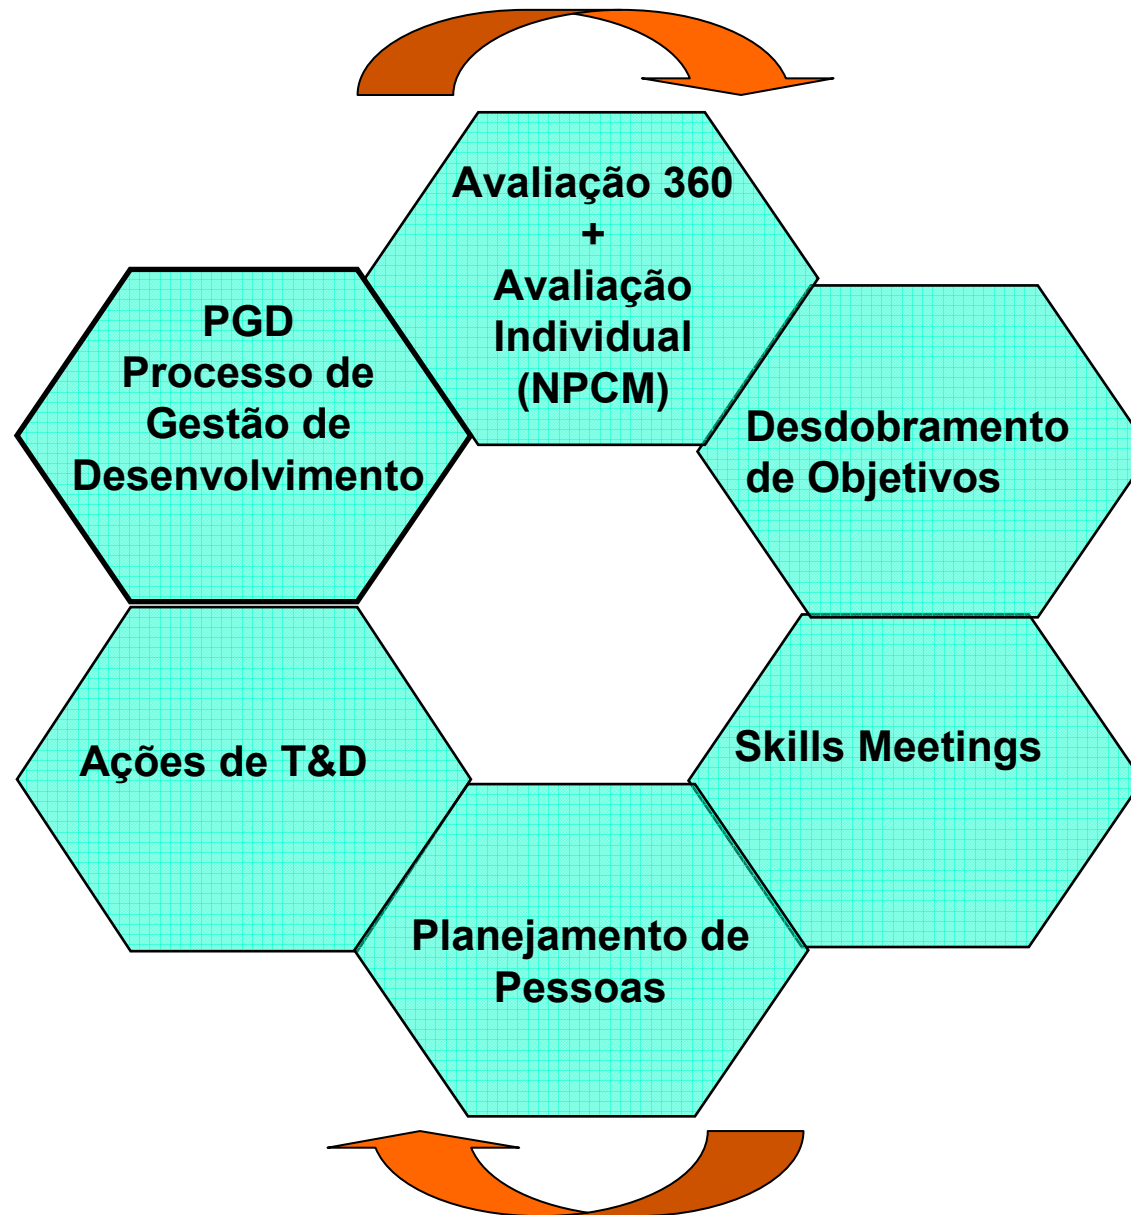 Avaliação 360
+
Avaliação
Individual
(NPCM)
PGD
Processo de
Gestão de
Desenvolvimento
Desdobramento
de Objetivos
Skills Meetings
Ações de T&D
Planejamento de
Pessoas